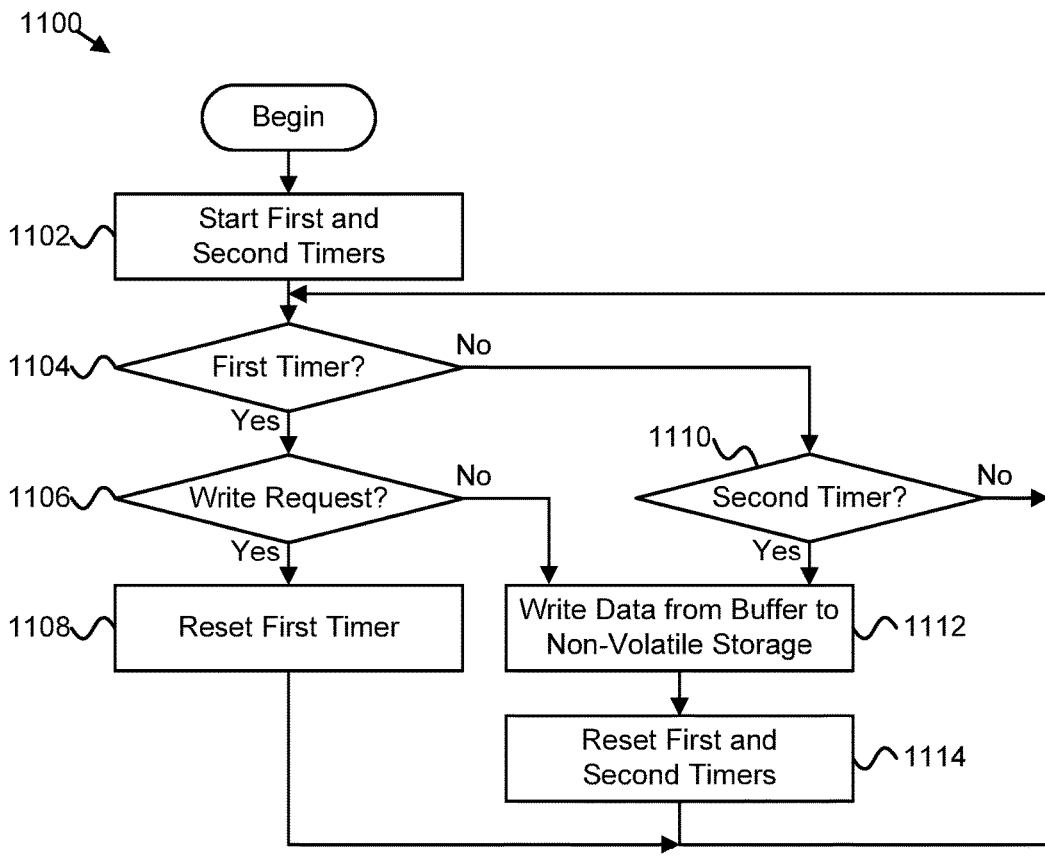 1100
Begin
1102
Start First and
Second Timers
1104
First Timer?
No
Yes
1106
Write Request?
No
Yes
1110
Second Timer?
No
Yes
1108
Reset First Timer
Write Data from Buffer to
Non-Volatile Storage
1112
Reset First and
Second Timers
1114